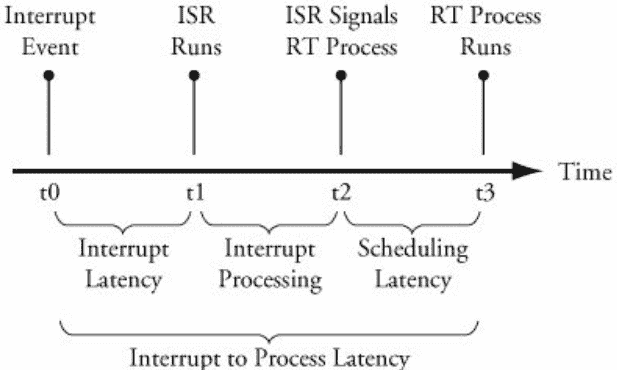 Interrupt Event
ISR Runs
ISR Signals RT Process
RT Process Runs
Time
t0
t1
t2
t3
Interrupt Latency
Interrupt Processing
Scheduling Latency
Interrupt to Process Latency